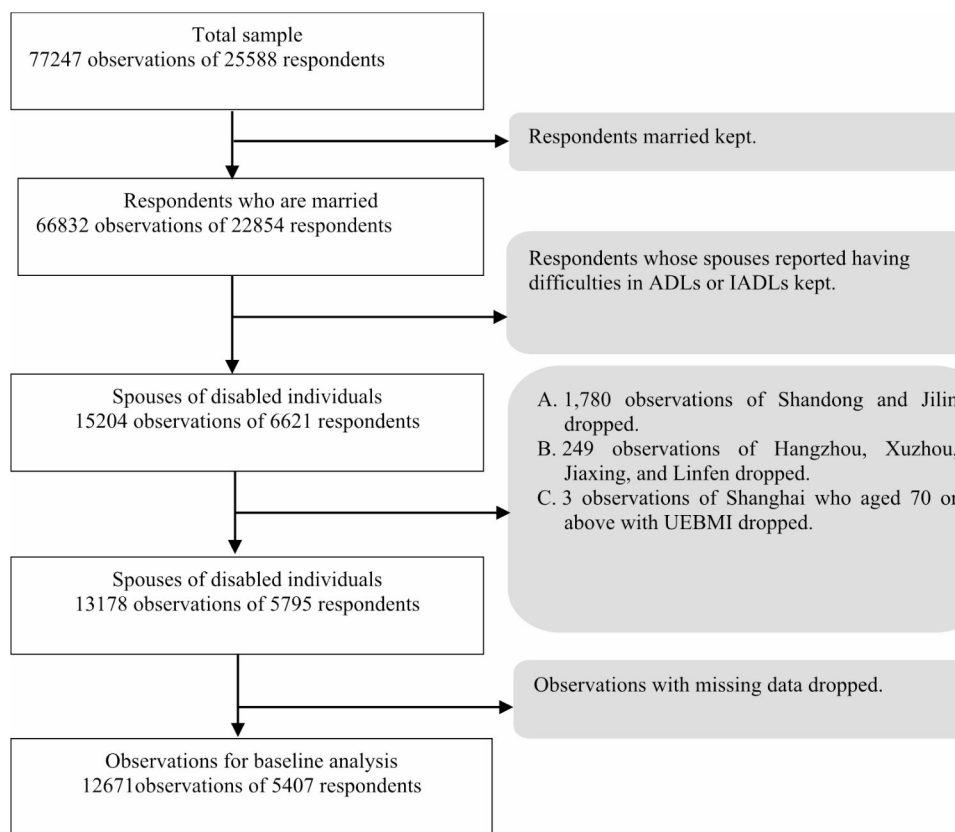 Total sample
77247 observations of 25588 respondents
Respondents married kept.
Respondents who are married
66832 observations of 22854 respondents
Respondents whose spouses reported having
difficulties in ADLs or IADLs kept.
Spouses of disabled individuals
15204 observations of 6621 respondents
A. 1,780 observations of Shandong and Jilin
dropped.
B. 249 observations of Hangzhou, Xuzhou,
Jiaxing, and Linfen dropped.
C. 3 observations of Shanghai who aged 70 or
above with UEBMI dropped.
Spouses of disabled individuals
13178 observations of 5795 respondents
Observations with missing data dropped.
Observations for baseline analysis
12671observations of 5407 respondents